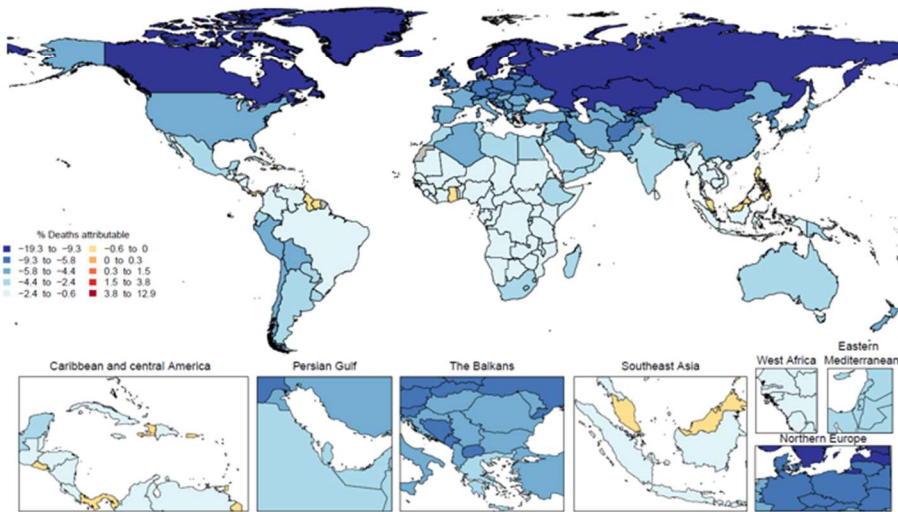 % Deaths attributable
−19.3 to −9.3
−9.3 to −5.8
−5.8 to −4.4
−4.4 to −2.4
−2.4 to −0.6
−0.6 to 0
0 to 0.3
0.3 to 1.5
1.5 to 3.8
3.8 to 12.9
Caribbean and central America
Persian Gulf
The Balkans
Southeast Asia
West Africa
Eastern
Mediterranean
Northern Europe